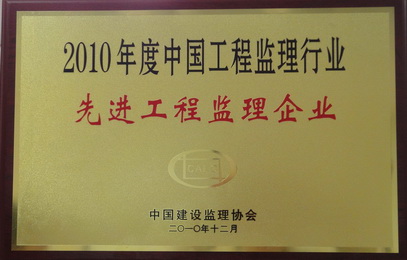 2010年度中国工程监理行业
先进工程监理企业
中国建设监理协会
二〇一〇年十二月